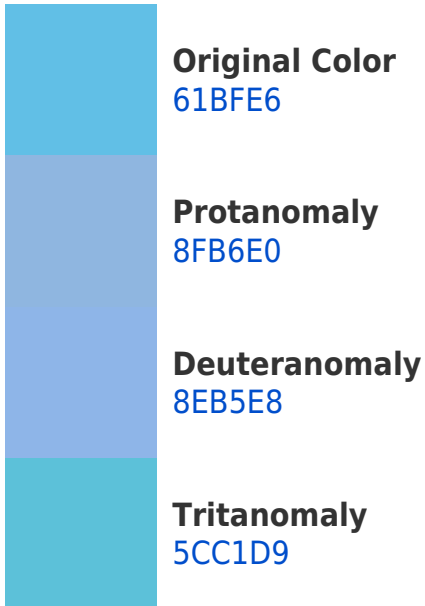 Original Color
61BFE6
Protanomaly
8FB6E0
Deuteranomaly
8EB5E8
Tritanomaly
5CC1D9